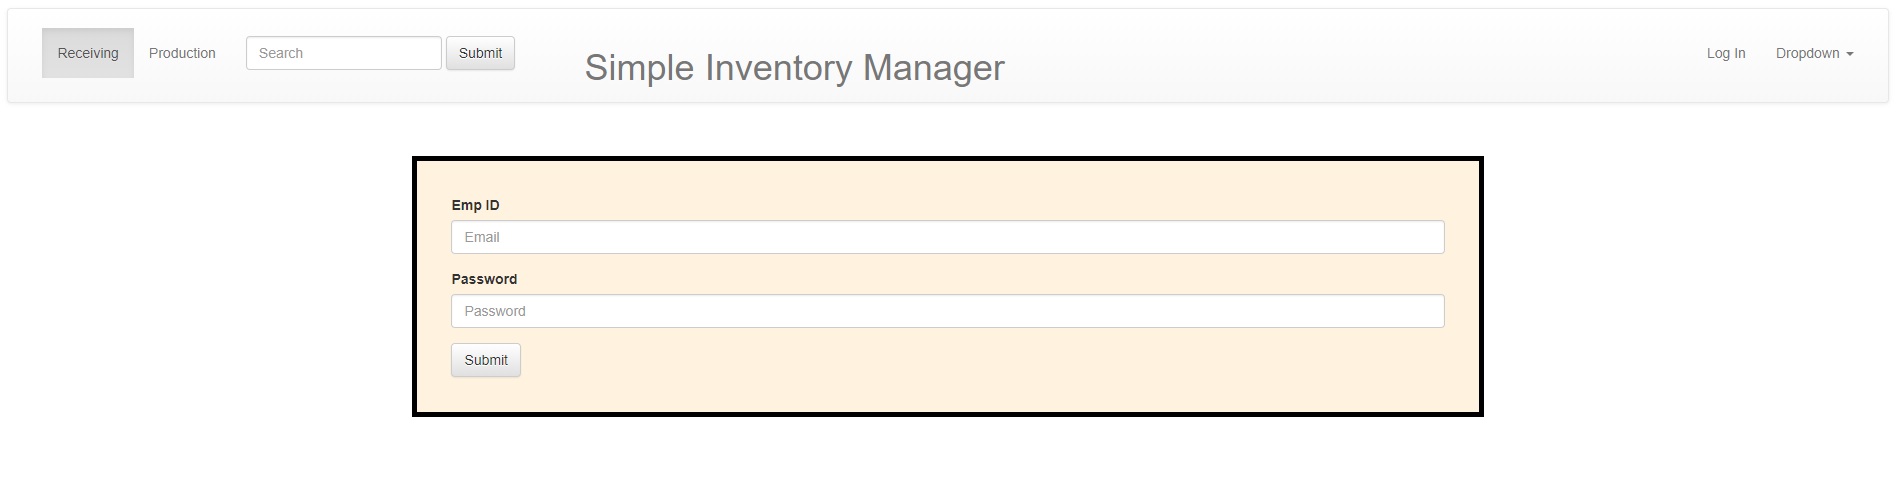 Receiving Production Search Submit Simple Inventory Manager Log In Dropdown
Emp ID
Email
Password
Password
Submit